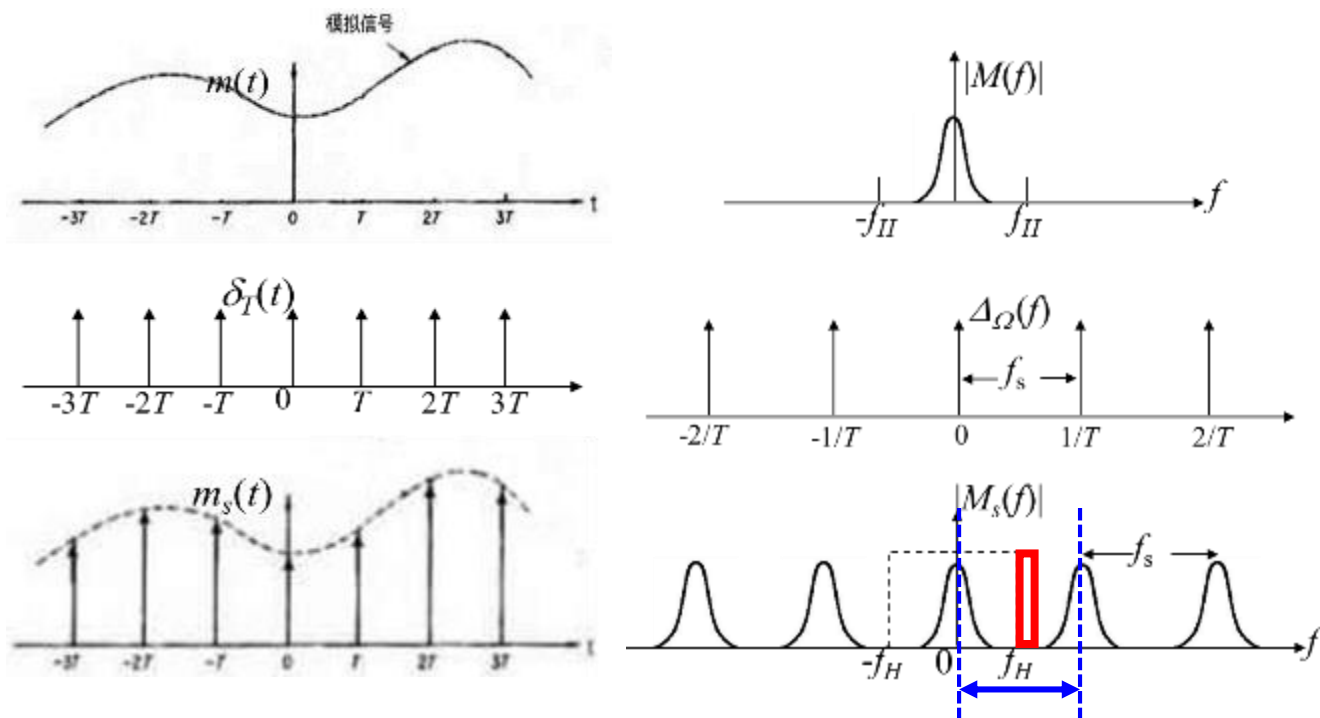 模拟信号
m(t)
-3T -2T -T 0 T 2T 3T t
|M(f)|
-f_H f_H f
δ_T(t)
-3T -2T -T 0 T 2T 3T
Δ_Ω(f)
f_s
-2/T -1/T 0 1/T 2/T
m_s(t)
-3T -2T -T 0 T 2T 3T t
|M_s(f)|
f_s
-f_H 0 f_H f